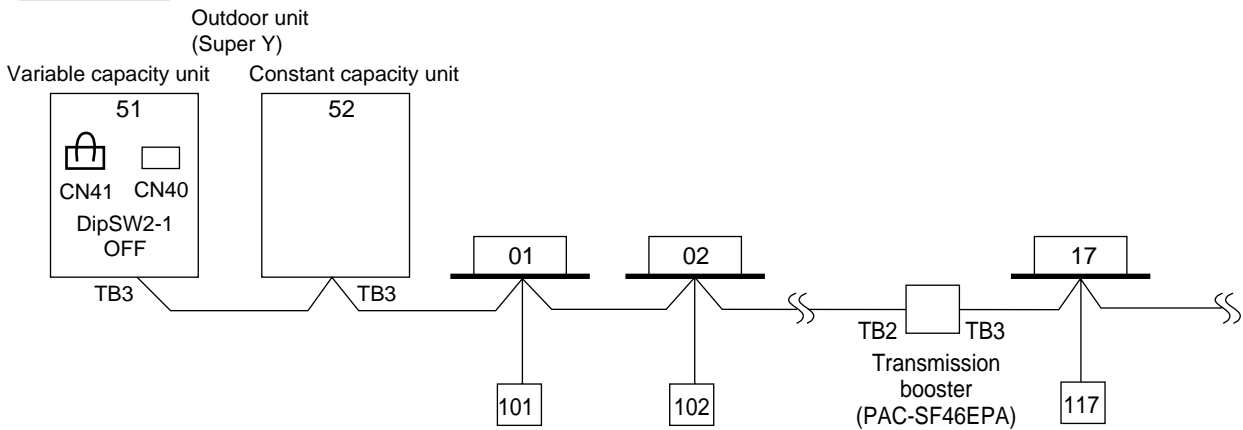 Outdoor unit
(Super Y)
Variable capacity unit
Constant capacity unit
51
52
CN41
CN40
DipSW2-1
OFF
01
02
17
TB3
TB3
TB2
TB3
Transmission
booster
(PAC-SF46EPA)
101
102
117